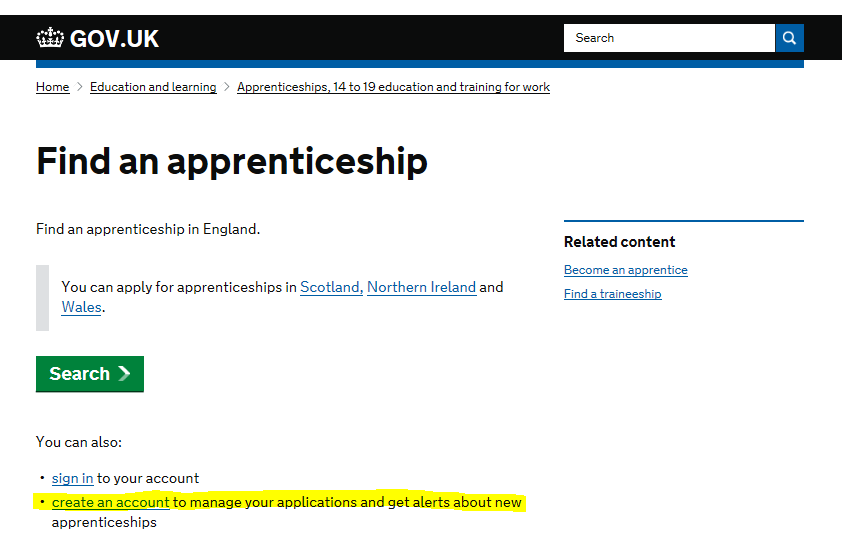 GOV.UK
Search
Home > Education and learning > Apprenticeships, 14 to 19 education and training for work
Find an apprenticeship
Find an apprenticeship in England.
You can apply for apprenticeships in Scotland, Northern Ireland and
Wales.
Search >
You can also:
• sign in to your account
• create an account to manage your applications and get alerts about new
apprenticeships
Related content
Become an apprentice
Find a traineeship